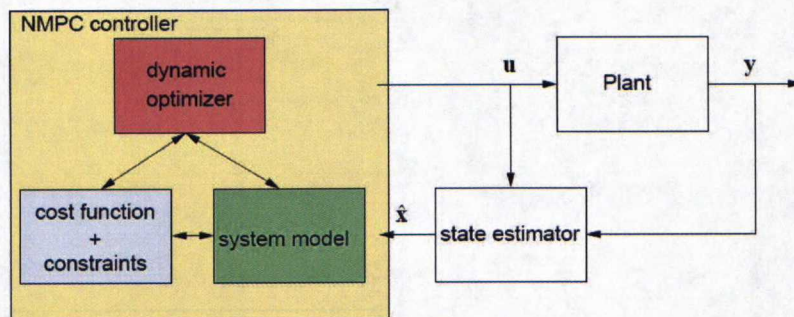 NMPC controller
dynamic
optimizer
u
Plant
y
cost function
+
constraints
system model
x̂
state estimator